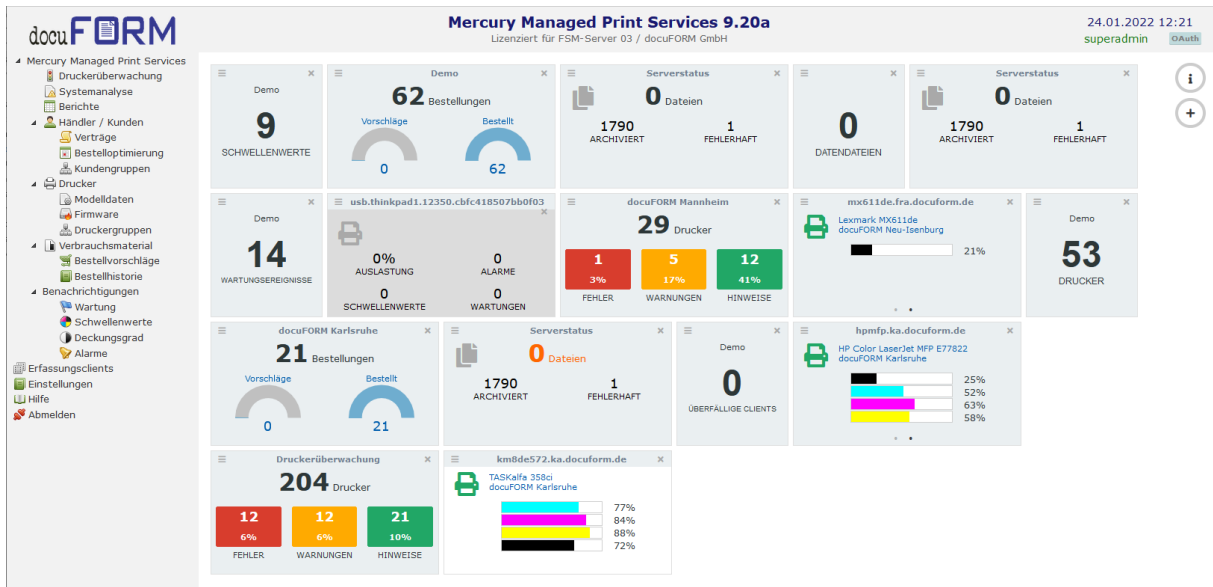 docuFORM
Mercury Managed Print Services 9.20a
Lizenziert für FSM-Server 03 / docuFORM GmbH
24.01.2022 12:21
superadmin OAuth
Mercury Managed Print Services
Druckerüberwachung
Systemanalyse
Berichte
Händler / Kunden
Verträge
Bestelloptimierung
Kundengruppen
Drucker
Modelldaten
Firmware
Druckergruppen
Verbrauchsmaterial
Bestellvorschläge
Bestellhistorie
Benachrichtigungen
Wartung
Schwellenwerte
Deckungsgrad
Alarme
Erfassungsclients
Einstellungen
Hilfe
Abmelden
Demo
9
SCHWELLENWERTE
Demo
62 Bestellungen
Vorschläge Bestellt
0 62
Serverstatus
0 Dateien
1790 1
ARCHIVIERT FEHLERHAFT
0
DATENDATEIEN
Serverstatus
0 Dateien
1790 1
ARCHIVIERT FEHLERHAFT
i
+
Demo
14
WARTUNGSEREIGNISSE
usb.thinkpad1.12350.cbfc418507bb0f03
0% 0
AUSLASTUNG ALARME
0 0
SCHWELLENWERTE WARTUNGEN
docuFORM Mannheim
29 Drucker
1 5 12
3% 17% 41%
FEHLER WARNUNGEN HINWEISE
mx611de.fra.docuform.de
Lexmark MX611de
docuFORM Neu-Isenburg
21%
Demo
53
DRUCKER
docuFORM Karlsruhe
21 Bestellungen
Vorschläge Bestellt
0 21
Serverstatus
0 Dateien
1790 1
ARCHIVIERT FEHLERHAFT
Demo
0
ÜBERFÄLLIGE CLIENTS
hpmfp.ka.docuform.de
HP Color LaserJet MFP E77822
docuFORM Karlsruhe
25%
52%
63%
58%
Druckerüberwachung
204 Drucker
12 12 21
6% 6% 10%
FEHLER WARNUNGEN HINWEISE
km8de572.ka.docuform.de
TASKalfa 358ci
docuFORM Karlsruhe
77%
84%
88%
72%